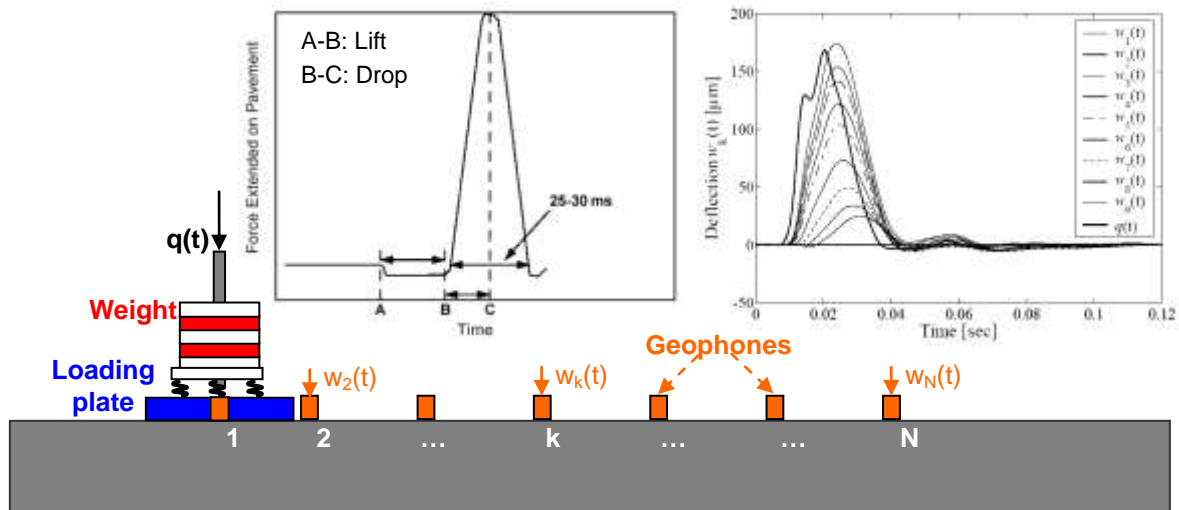 A-B: Lift
B-C: Drop
Force Extended on Pavement
25-30 ms
A
B
C
Time
200
150
100
50
0
-50
Deflection w_k(t) [μm]
0
0.02
0.04
0.06
0.08
0.1
0.12
Time [sec]
w_1(t)
w_2(t)
w_3(t)
w_4(t)
w_5(t)
w_6(t)
w_7(t)
w_8(t)
w_9(t)
q(t)
q(t)
Weight
Loading
plate
Geophones
w_2(t)
w_k(t)
w_N(t)
1
2
...
k
...
...
N